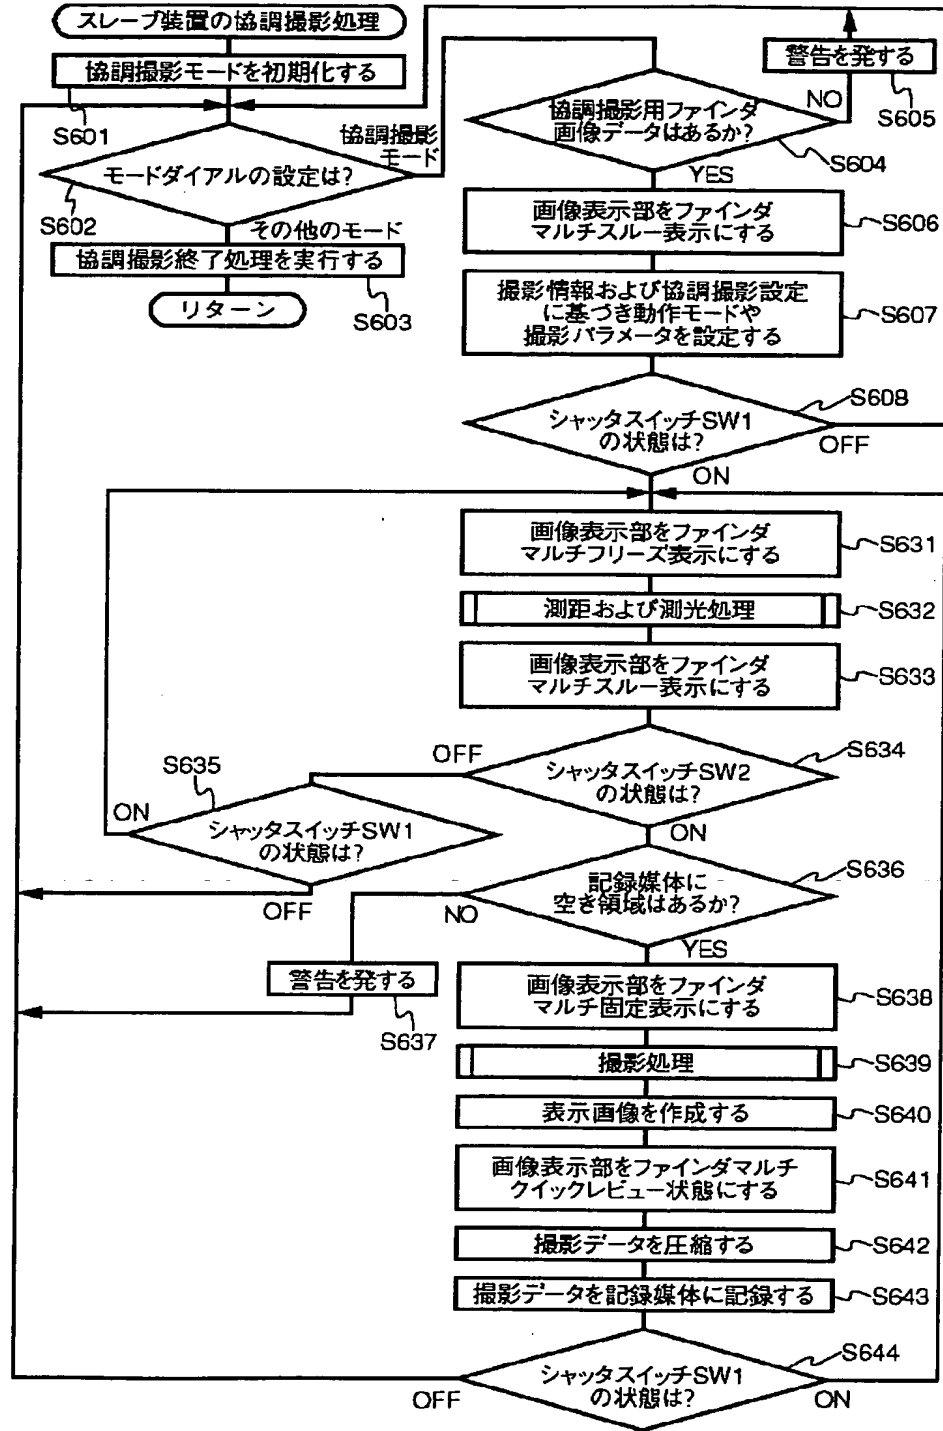 スレーブ装置の協調撮影処理
協調撮影モードを初期化する
S601
モードダイアルの設定は?
協調撮影
モード
S602
その他のモード
協調撮影終了処理を実行する
リターン
S603
警告を発する
S605
協調撮影用ファインダ
画像データはあるか?
NO
S604
YES
画像表示部をファインダ
マルチスルー表示にする
S606
撮影情報および協調撮影設定
に基づき動作モードや
撮影パラメータを設定する
S607
シャッタスイッチSW1
の状態は?
S608
OFF
ON
画像表示部をファインダ
マルチフリーズ表示にする
S631
測距および測光処理
S632
画像表示部をファインダ
マルチスルー表示にする
S633
シャッタスイッチSW2
の状態は?
S634
OFF
ON
S635
シャッタスイッチSW1
の状態は?
ON
OFF
記録媒体に
空き領域はあるか?
S636
NO
YES
警告を発する
S637
画像表示部をファインダ
マルチ固定表示にする
S638
撮影処理
S639
表示画像を作成する
S640
画像表示部をファインダマルチ
クイックレビュー状態にする
S641
撮影データを圧縮する
S642
撮影データを記録媒体に記録する
S643
シャッタスイッチSW1
の状態は?
S644
OFF
ON